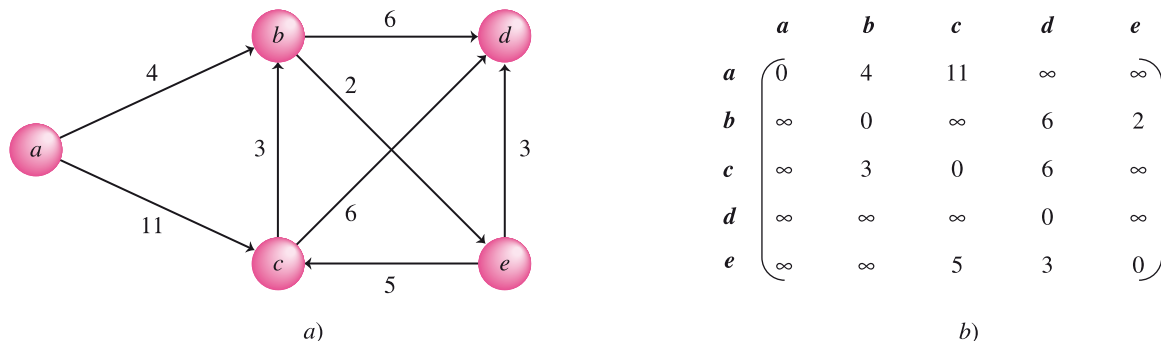 a
b
c
d
e
4
11
3
6
2
6
3
5
a)
a b c d e
a 0 4 11 ∞ ∞
b ∞ 0 ∞ 6 2
c ∞ 3 0 6 ∞
d ∞ ∞ ∞ 0 ∞
e ∞ ∞ 5 3 0
b)